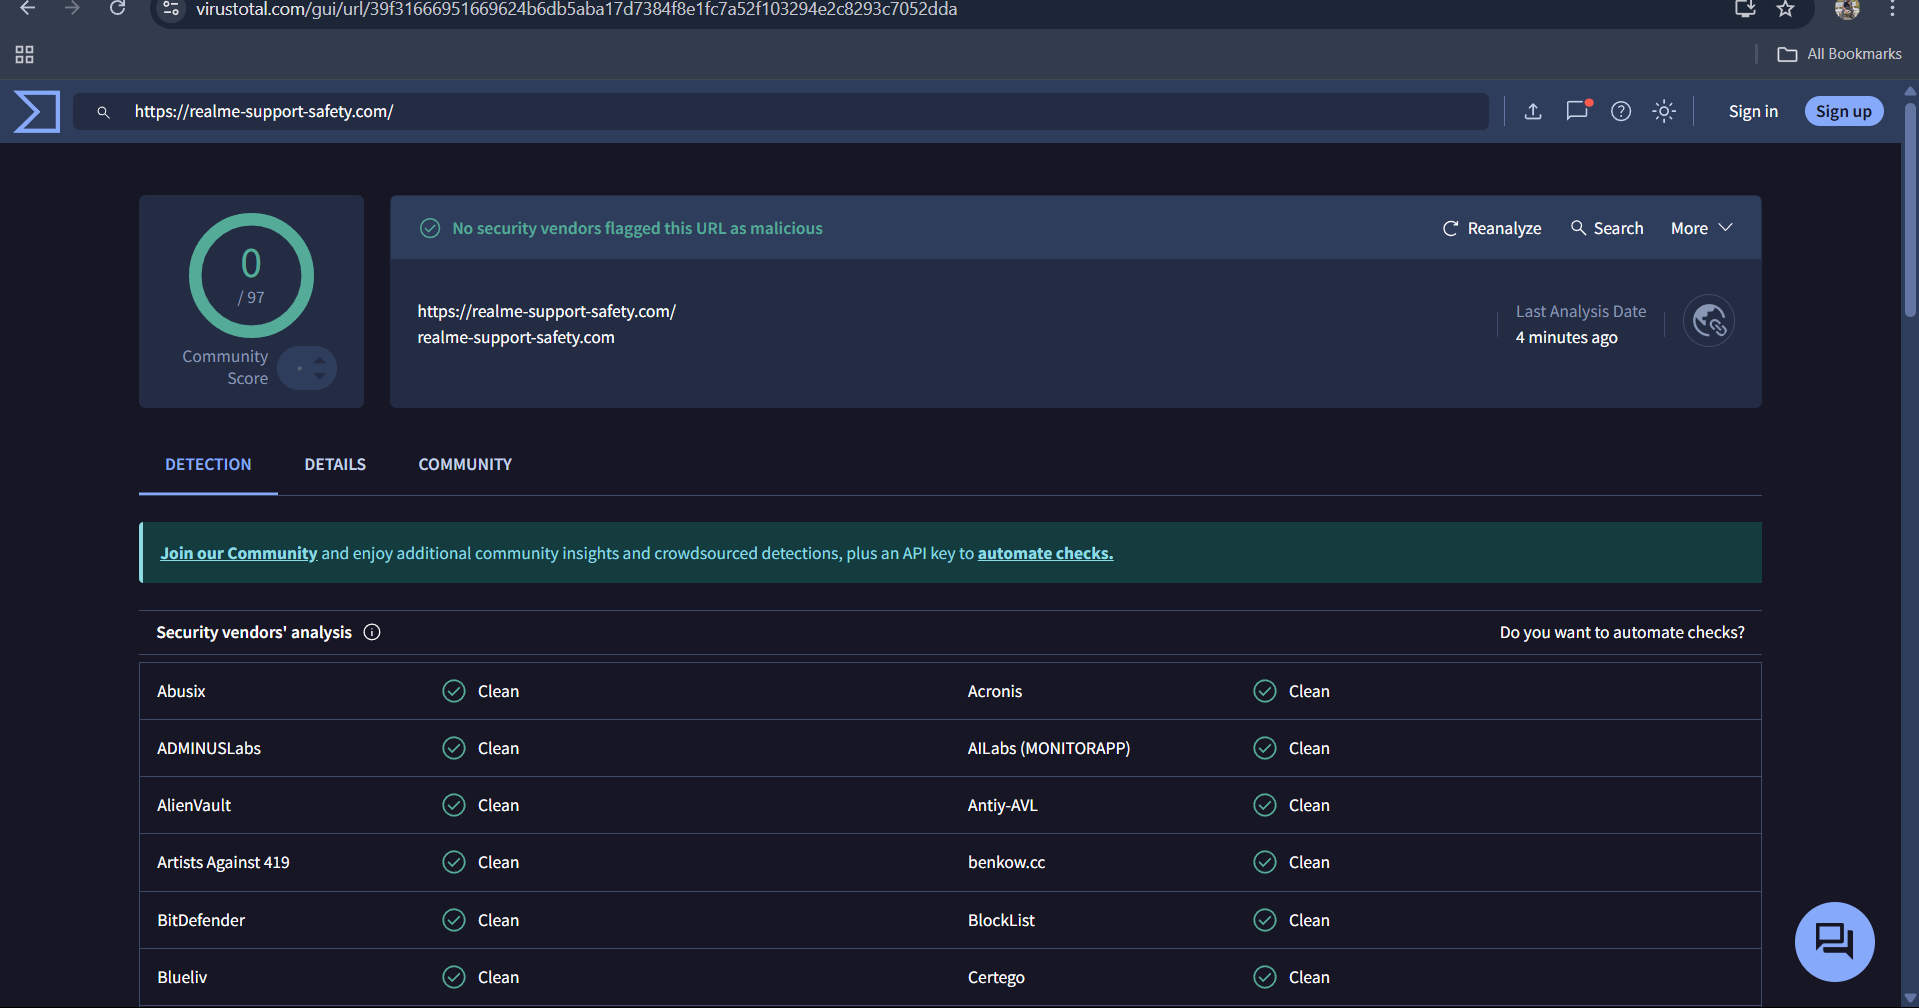 virustotal.com/gui/url/39f31666951669624b6db5aba17d7384f8e1fc7a52f103294e2c8293c7052dda
All Bookmarks
https://realme-support-safety.com/
Sign in
Sign up
0
/ 97
Community
Score
No security vendors flagged this URL as malicious
Reanalyze
Search
More
https://realme-support-safety.com/
realme-support-safety.com
Last Analysis Date
4 minutes ago
DETECTION
DETAILS
COMMUNITY
Join our Community and enjoy additional community insights and crowdsourced detections, plus an API key to automate checks.
Security vendors' analysis
Do you want to automate checks?
Abusix Clean Acronis Clean
ADMINUSLabs Clean AILabs (MONITORAPP) Clean
AlienVault Clean Antiy-AVL Clean
Artists Against 419 Clean benkow.cc Clean
BitDefender Clean BlockList Clean
Blueliv Clean Certego Clean